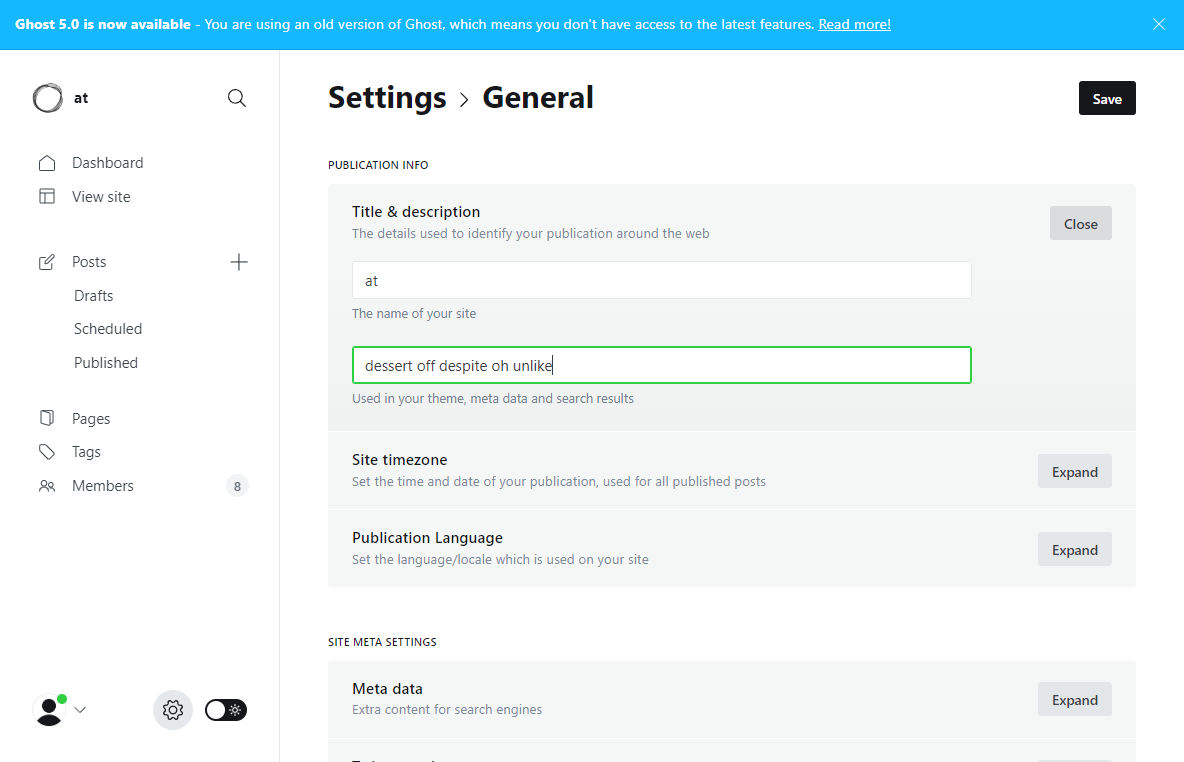 Ghost 5.0 is now available - You are using an old version of Ghost, which means you don't have access to the latest features. Read more!
at
Settings > General
Save
Dashboard
View site
Posts
Drafts
Scheduled
Published
Pages
Tags
Members 8
PUBLICATION INFO
Title & description
The details used to identify your publication around the web
Close
at
The name of your site
dessert off despite oh unlike
Used in your theme, meta data and search results
Site timezone
Set the time and date of your publication, used for all published posts
Expand
Publication Language
Set the language/locale which is used on your site
Expand
SITE META SETTINGS
Meta data
Extra content for search engines
Expand